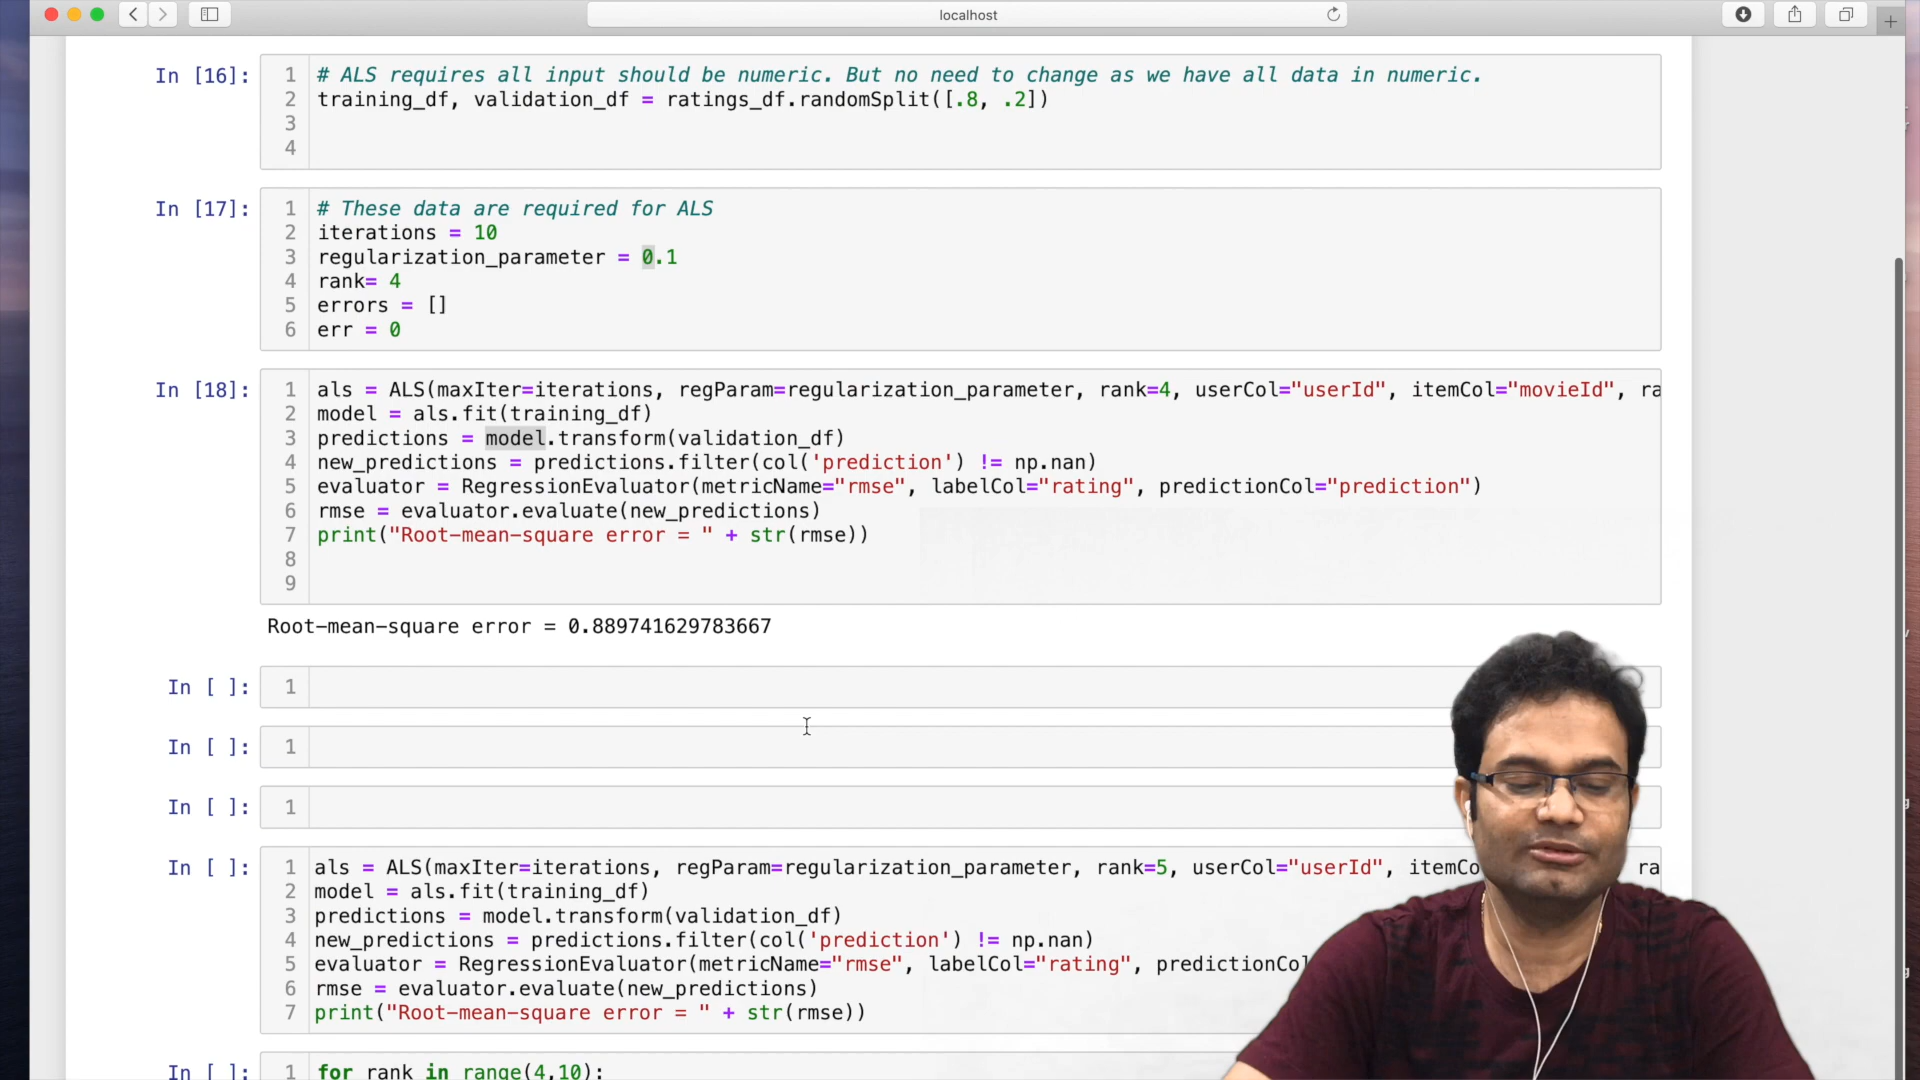 localhost
In [16]:
1 # ALS requires all input should be numeric. But no need to change as we have all data in numeric.
2 training_df, validation_df = ratings_df.randomSplit([.8, .2])
3
4
In [17]:
1 # These data are required for ALS
2 iterations = 10
3 regularization_parameter = 0.1
4 rank= 4
5 errors = []
6 err = 0
In [18]:
1 als = ALS(maxIter=iterations, regParam=regularization_parameter, rank=4, userCol="userId", itemCol="movieId", ra
2 model = als.fit(training_df)
3 predictions = model.transform(validation_df)
4 new_predictions = predictions.filter(col('prediction') != np.nan)
5 evaluator = RegressionEvaluator(metricName="rmse", labelCol="rating", predictionCol="prediction")
6 rmse = evaluator.evaluate(new_predictions)
7 print("Root-mean-square error = " + str(rmse))
8
9
Root-mean-square error = 0.889741629783667
In [ ]: 1
In [ ]: 1
In [ ]: 1
In [ ]:
1 als = ALS(maxIter=iterations, regParam=regularization_parameter, rank=5, userCol="userId", itemCo ra
2 model = als.fit(training_df)
3 predictions = model.transform(validation_df)
4 new_predictions = predictions.filter(col('prediction') != np.nan)
5 evaluator = RegressionEvaluator(metricName="rmse", labelCol="rating", predictionCol
6 rmse = evaluator.evaluate(new_predictions)
7 print("Root-mean-square error = " + str(rmse))
In [ ]: 1 for rank in range(4,10):